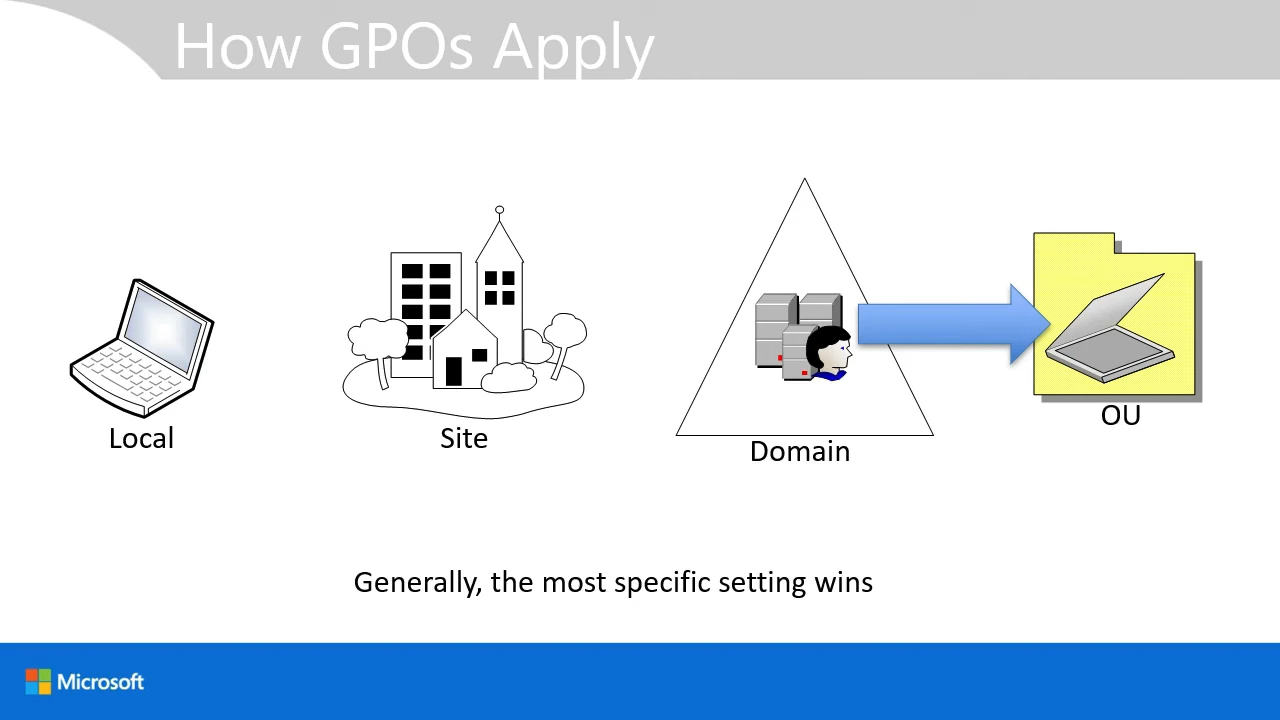 How GPOs Apply
Local
Site
Domain
OU
Generally, the most specific setting wins
Microsoft